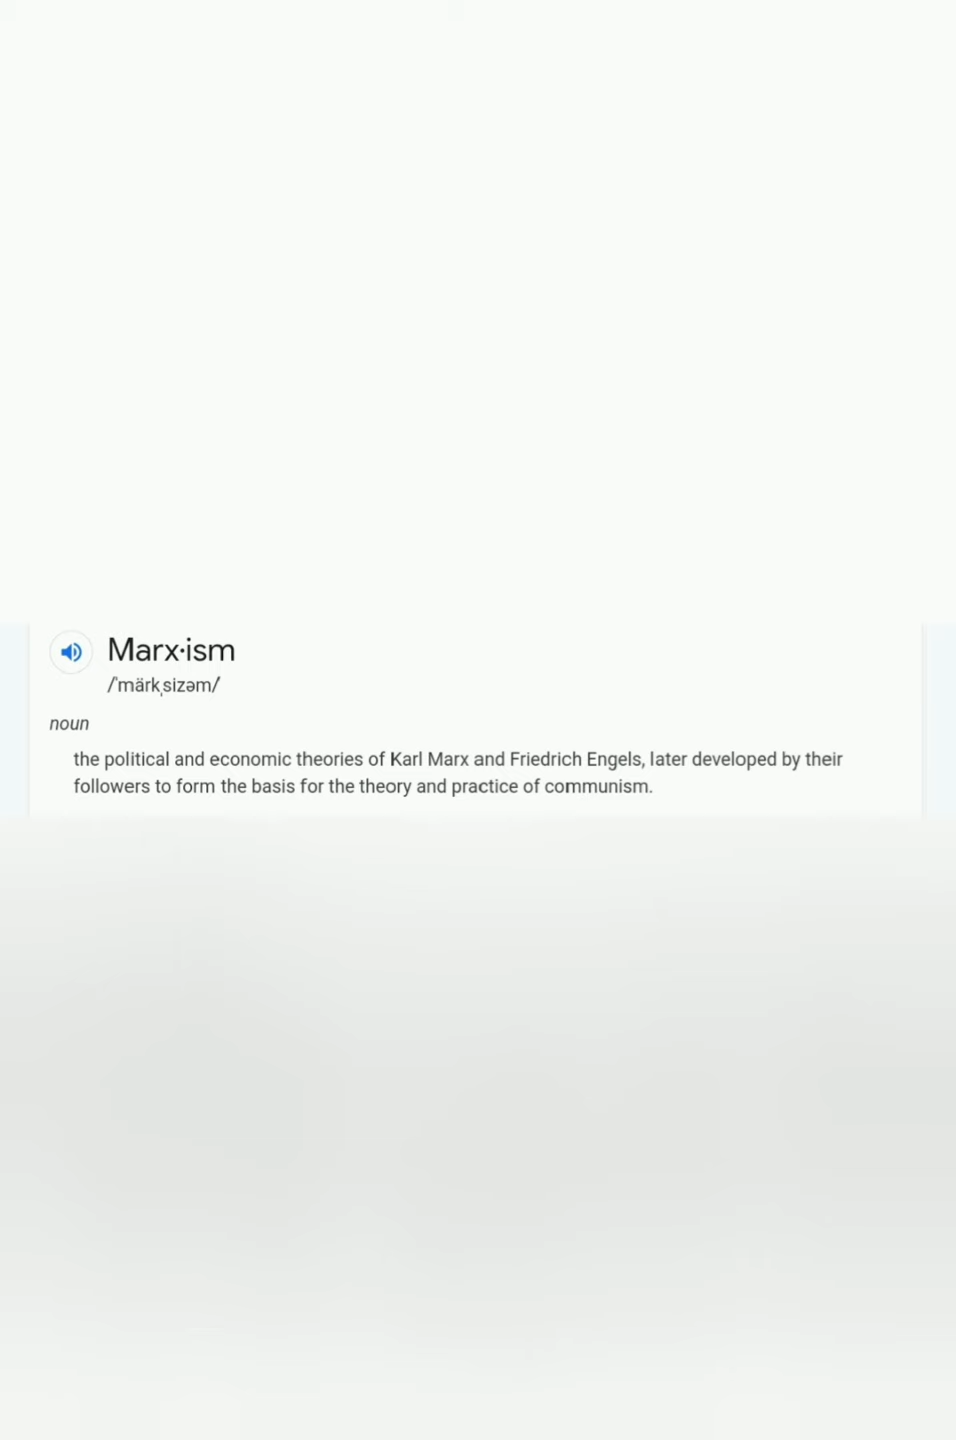 Marx·ism
/ˈmärkˌsizəm/
noun
the political and economic theories of Karl Marx and Friedrich Engels, later developed by their
followers to form the basis for the theory and practice of communism.